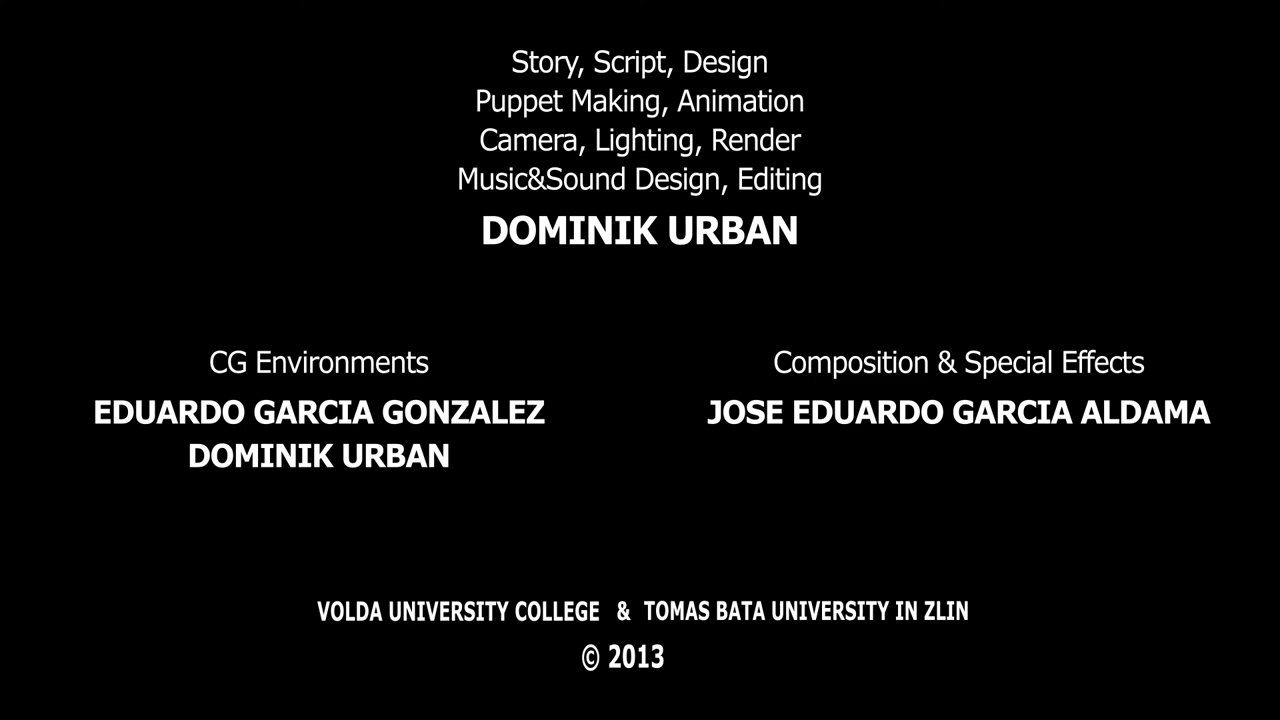 Story, Script, Design
Puppet Making, Animation
Camera, Lighting, Render
Music&Sound Design, Editing
DOMINIK URBAN
CG Environments
EDUARDO GARCIA GONZALEZ
DOMINIK URBAN
Composition & Special Effects
JOSE EDUARDO GARCIA ALDAMA
VOLDA UNIVERSITY COLLEGE & TOMAS BATA UNIVERSITY IN ZLIN
© 2013